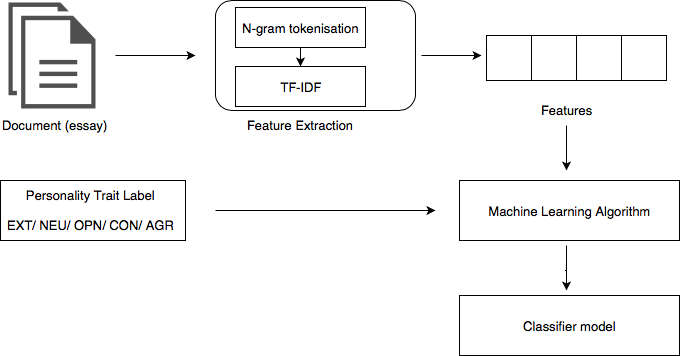 N-gram tokenisation
TF-IDF
Document (essay)
Feature Extraction
Features
Personality Trait Label
EXT/ NEU/ OPN/ CON/ AGR
Machine Learning Algorithm
Classifier model